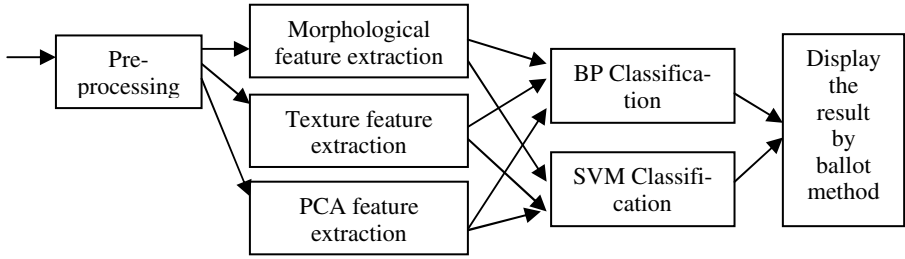 Pre-
processing
Morphological
feature extraction
Texture feature
extraction
PCA feature
extraction
BP Classifica-
tion
SVM Classifi-
cation
Display
the
result
by
ballot
method